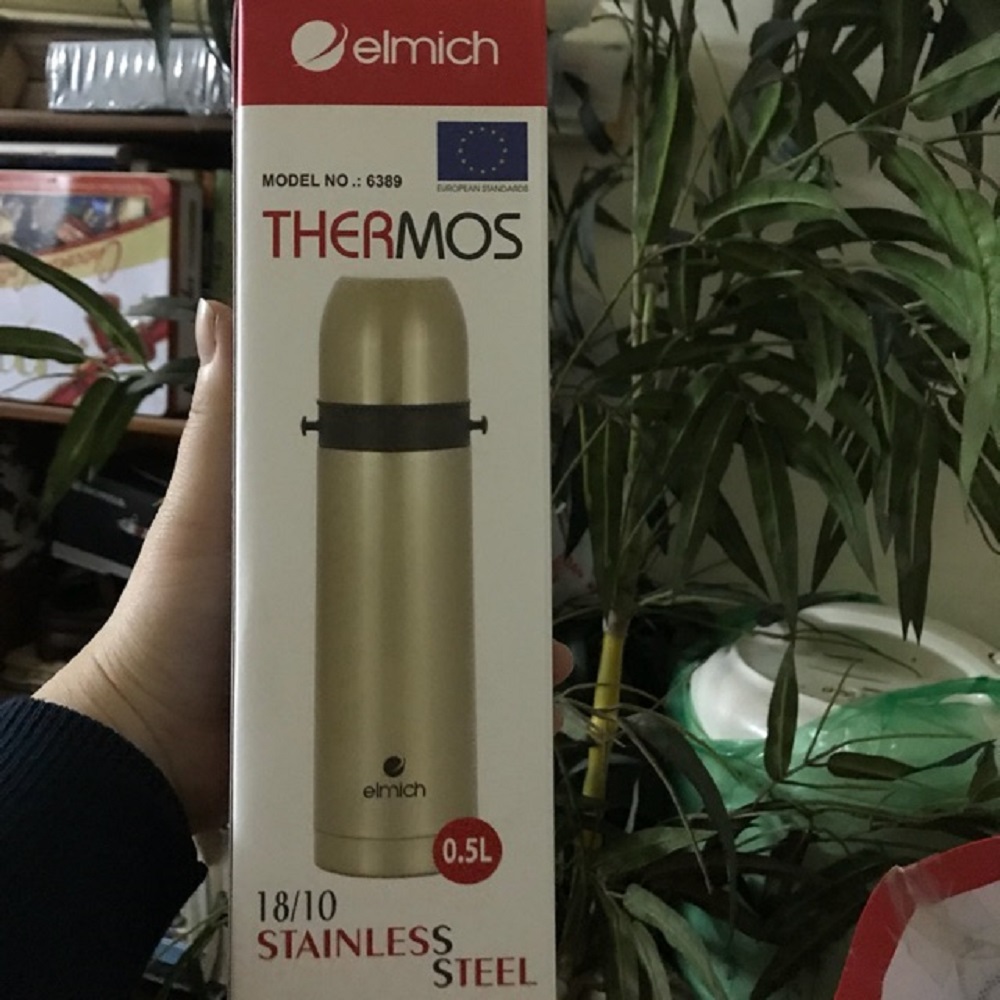 elmich
EUROPEAN STANDARDS
MODEL NO.: 6389
THERMOS
elmich
0.5L
18/10
STAINLESS
STEEL